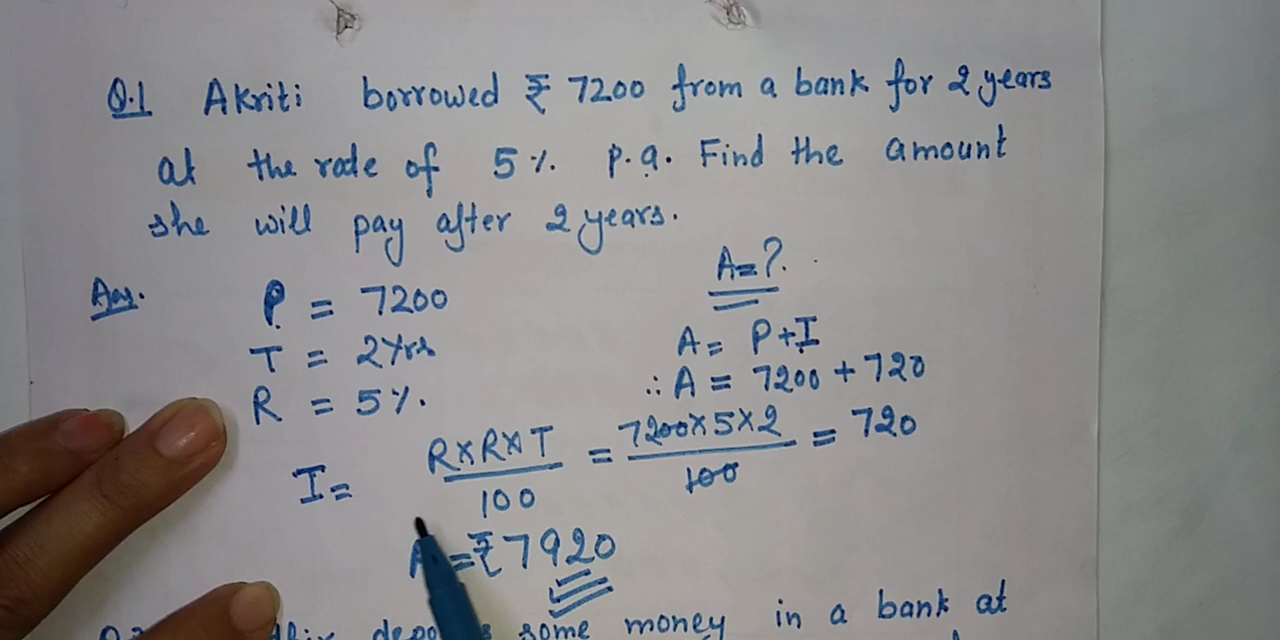 Q.1 Akriti borrowed ₹ 7200 from a bank for 2 years
at the rate of 5 %. p.a. Find the amount
she will pay after 2 years.
Ans. P = 7200
T = 2 Yrs
R = 5 %.
A = ?.
A = P + I
∴ A = 7200 + 720
I = R×R×T / 100 = 7200×5×2 / 100 = 720
A = ₹ 7920
some money in a bank at